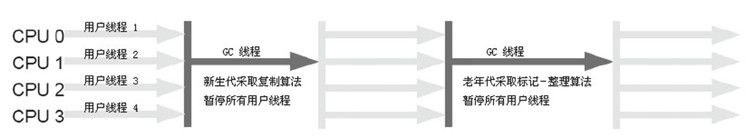 CPU 0 用户线程 1
CPU 1 用户线程 2
CPU 2 用户线程 3
CPU 3 用户线程 4
GC 线程
新生代采取复制算法
暂停所有用户线程
GC 线程
老年代采取标记-整理算法
暂停所有用户线程